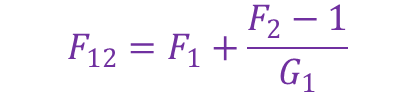 F₁₂ = F₁ + (F₂ − 1) / G₁